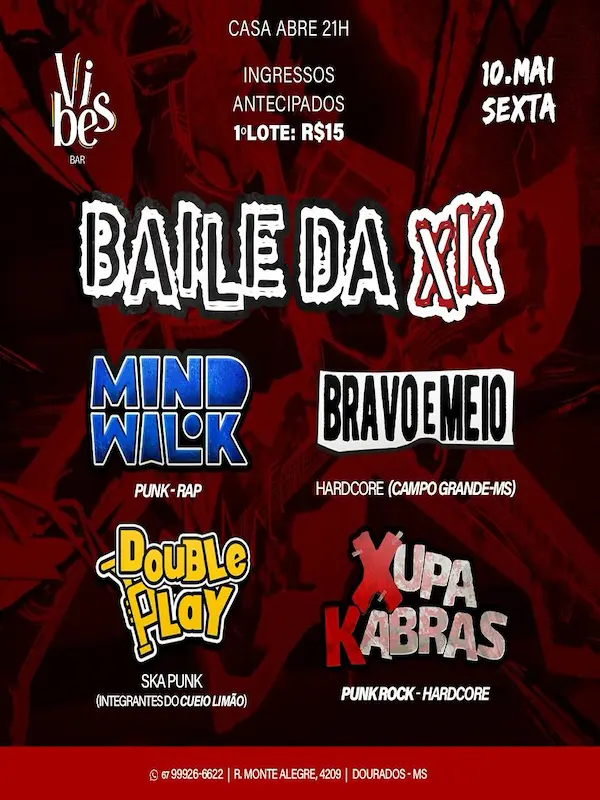 CASA ABRE 21H
Vibes
BAR
INGRESSOS
ANTECIPADOS
1ºLOTE: R$15
10.MAI
SEXTA
BAILE DA XK
MIND
WALK
PUNK - RAP
BRAVO E MEIO
HARDCORE (CAMPO GRANDE-MS)
DOUBLE
PLAY
SKA PUNK
(INTEGRANTES DO CUEIO LIMÃO)
XUPA
KABRAS
PUNK ROCK - HARDCORE
67 99926-6622 | R. MONTE ALEGRE, 4209 | DOURADOS - MS